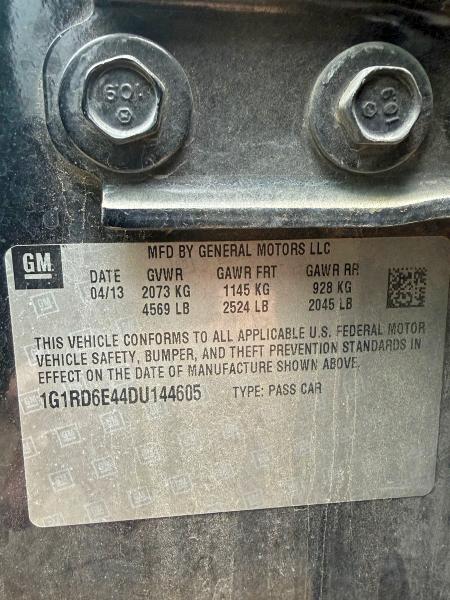 109
109
GM
MFD BY GENERAL MOTORS LLC
DATE GVWR GAWR FRT GAWR RR
04/13 2073 KG 1145 KG 928 KG
4569 LB 2524 LB 2045 LB
THIS VEHICLE CONFORMS TO ALL APPLICABLE U.S. FEDERAL MOTOR
VEHICLE SAFETY, BUMPER, AND THEFT PREVENTION STANDARDS IN
EFFECT ON THE DATE OF MANUFACTURE SHOWN ABOVE.
1G1RD6E44DU144605 TYPE: PASS CAR